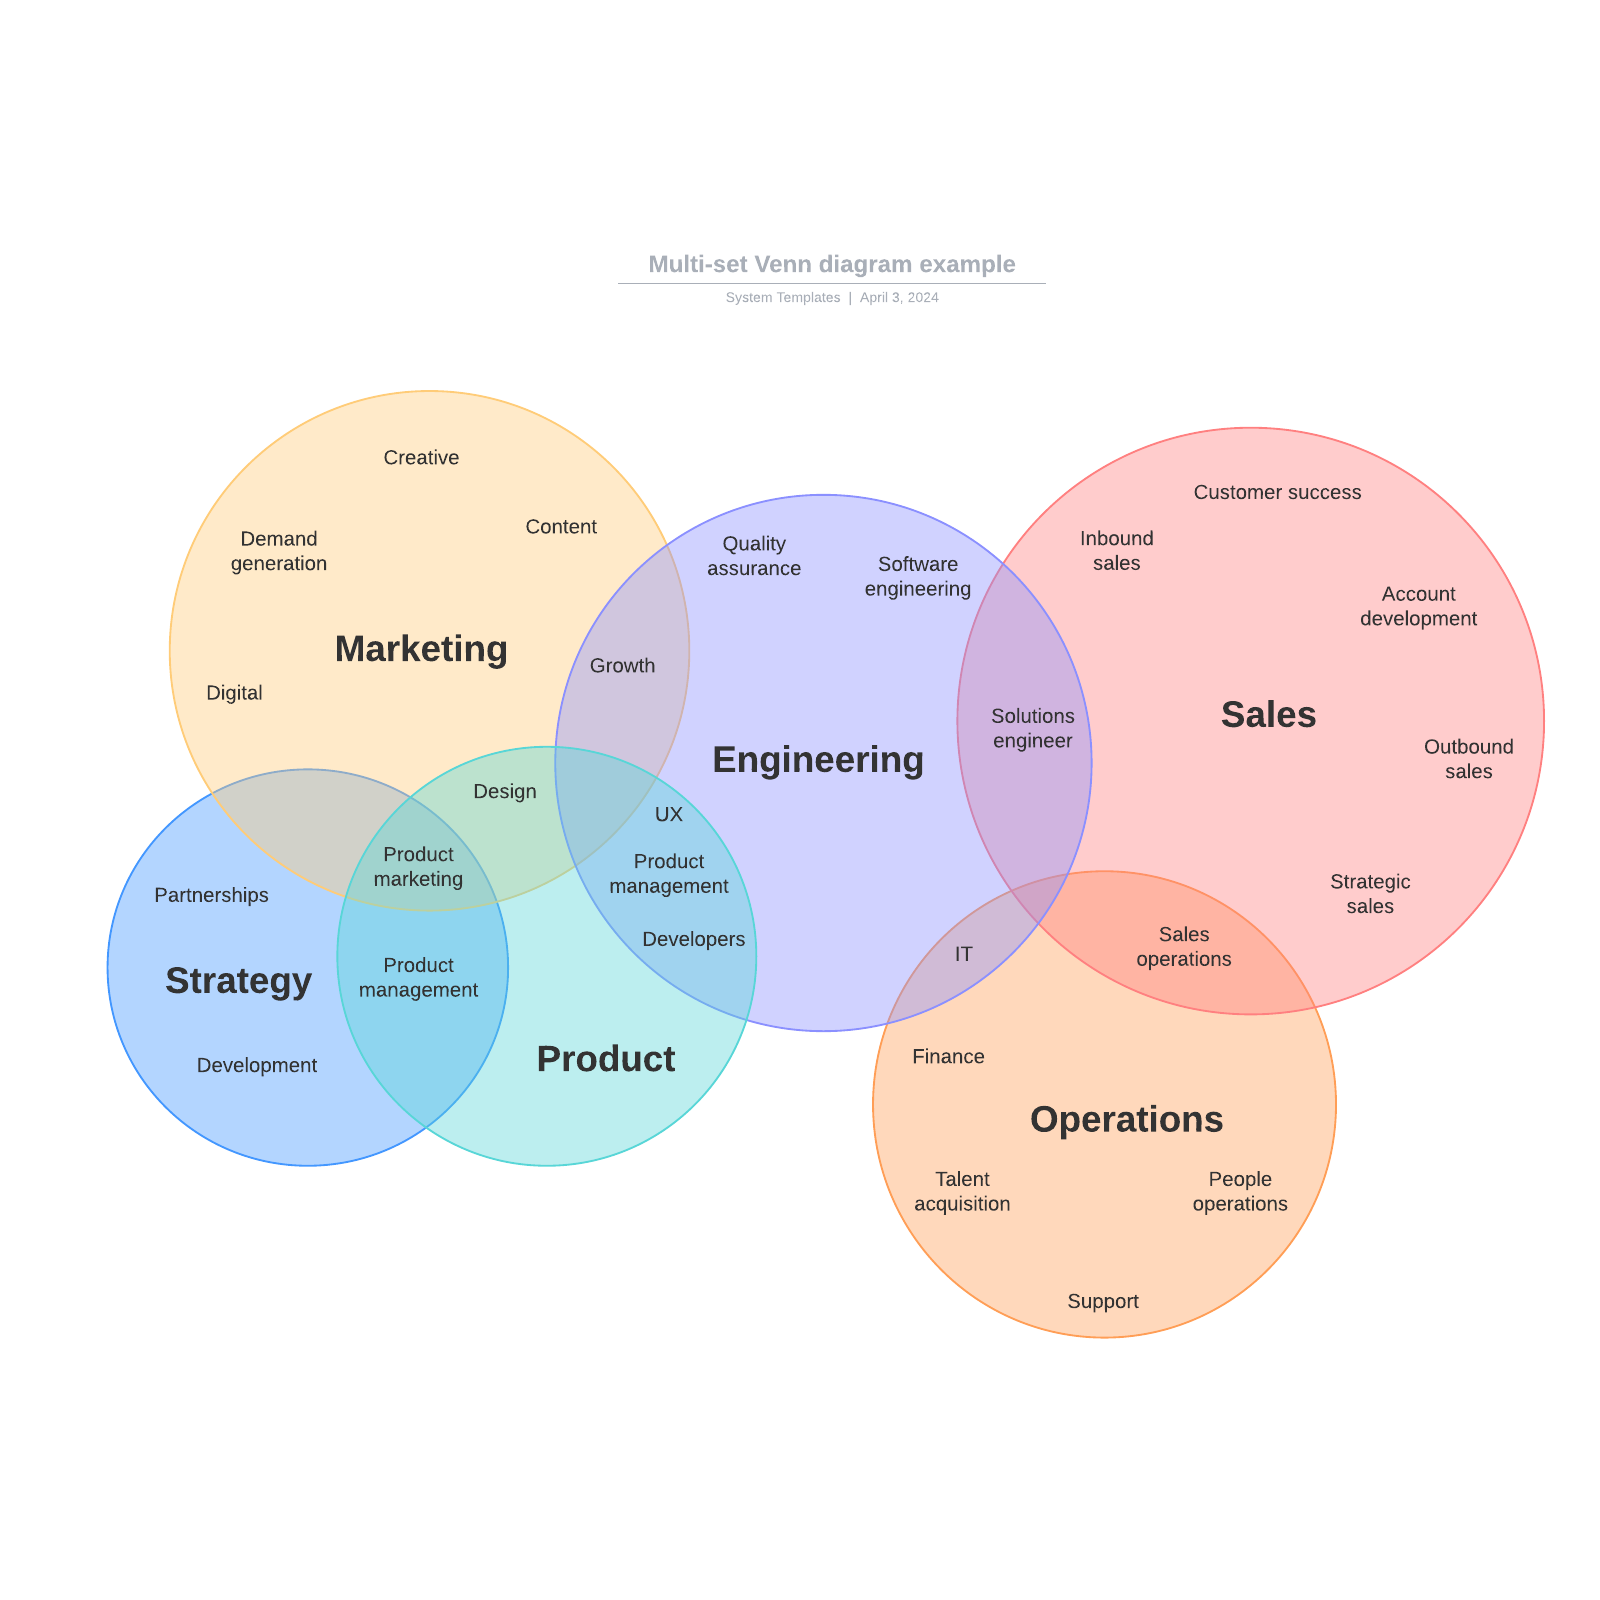 Multi-set Venn diagram example
System Templates | April 3, 2024
Creative
Content
Demand
generation
Marketing
Digital
Growth
Quality
assurance
Software
engineering
Engineering
Solutions
engineer
Customer success
Inbound
sales
Account
development
Sales
Outbound
sales
Strategic
sales
Sales
operations
Design
UX
Product
marketing
Product
management
Developers
Partnerships
Strategy
Product
management
Development
Product
IT
Finance
Operations
Talent
acquisition
People
operations
Support